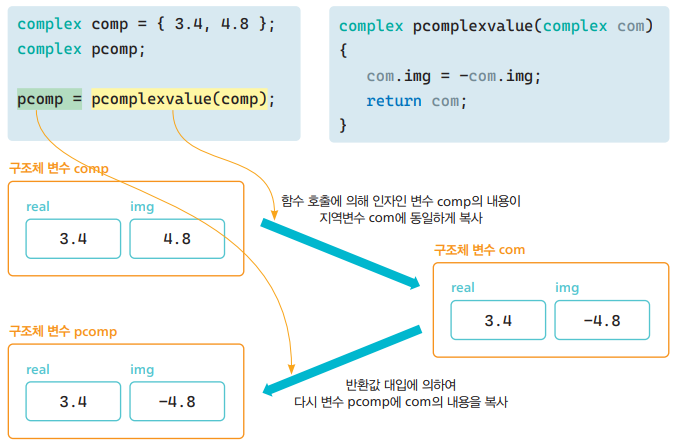 complex comp = { 3.4, 4.8 };
complex pcomp;
pcomp = pcomplexvalue(comp);
complex pcomplexvalue(complex com)
{
com.img = -com.img;
return com;
}
구조체 변수 comp
real
img
3.4
4.8
함수 호출에 의해 인자인 변수 comp의 내용이
지역변수 com에 동일하게 복사
구조체 변수 com
real
img
3.4
-4.8
구조체 변수 pcomp
real
img
3.4
-4.8
반환값 대입에 의하여
다시 변수 pcomp에 com의 내용을 복사